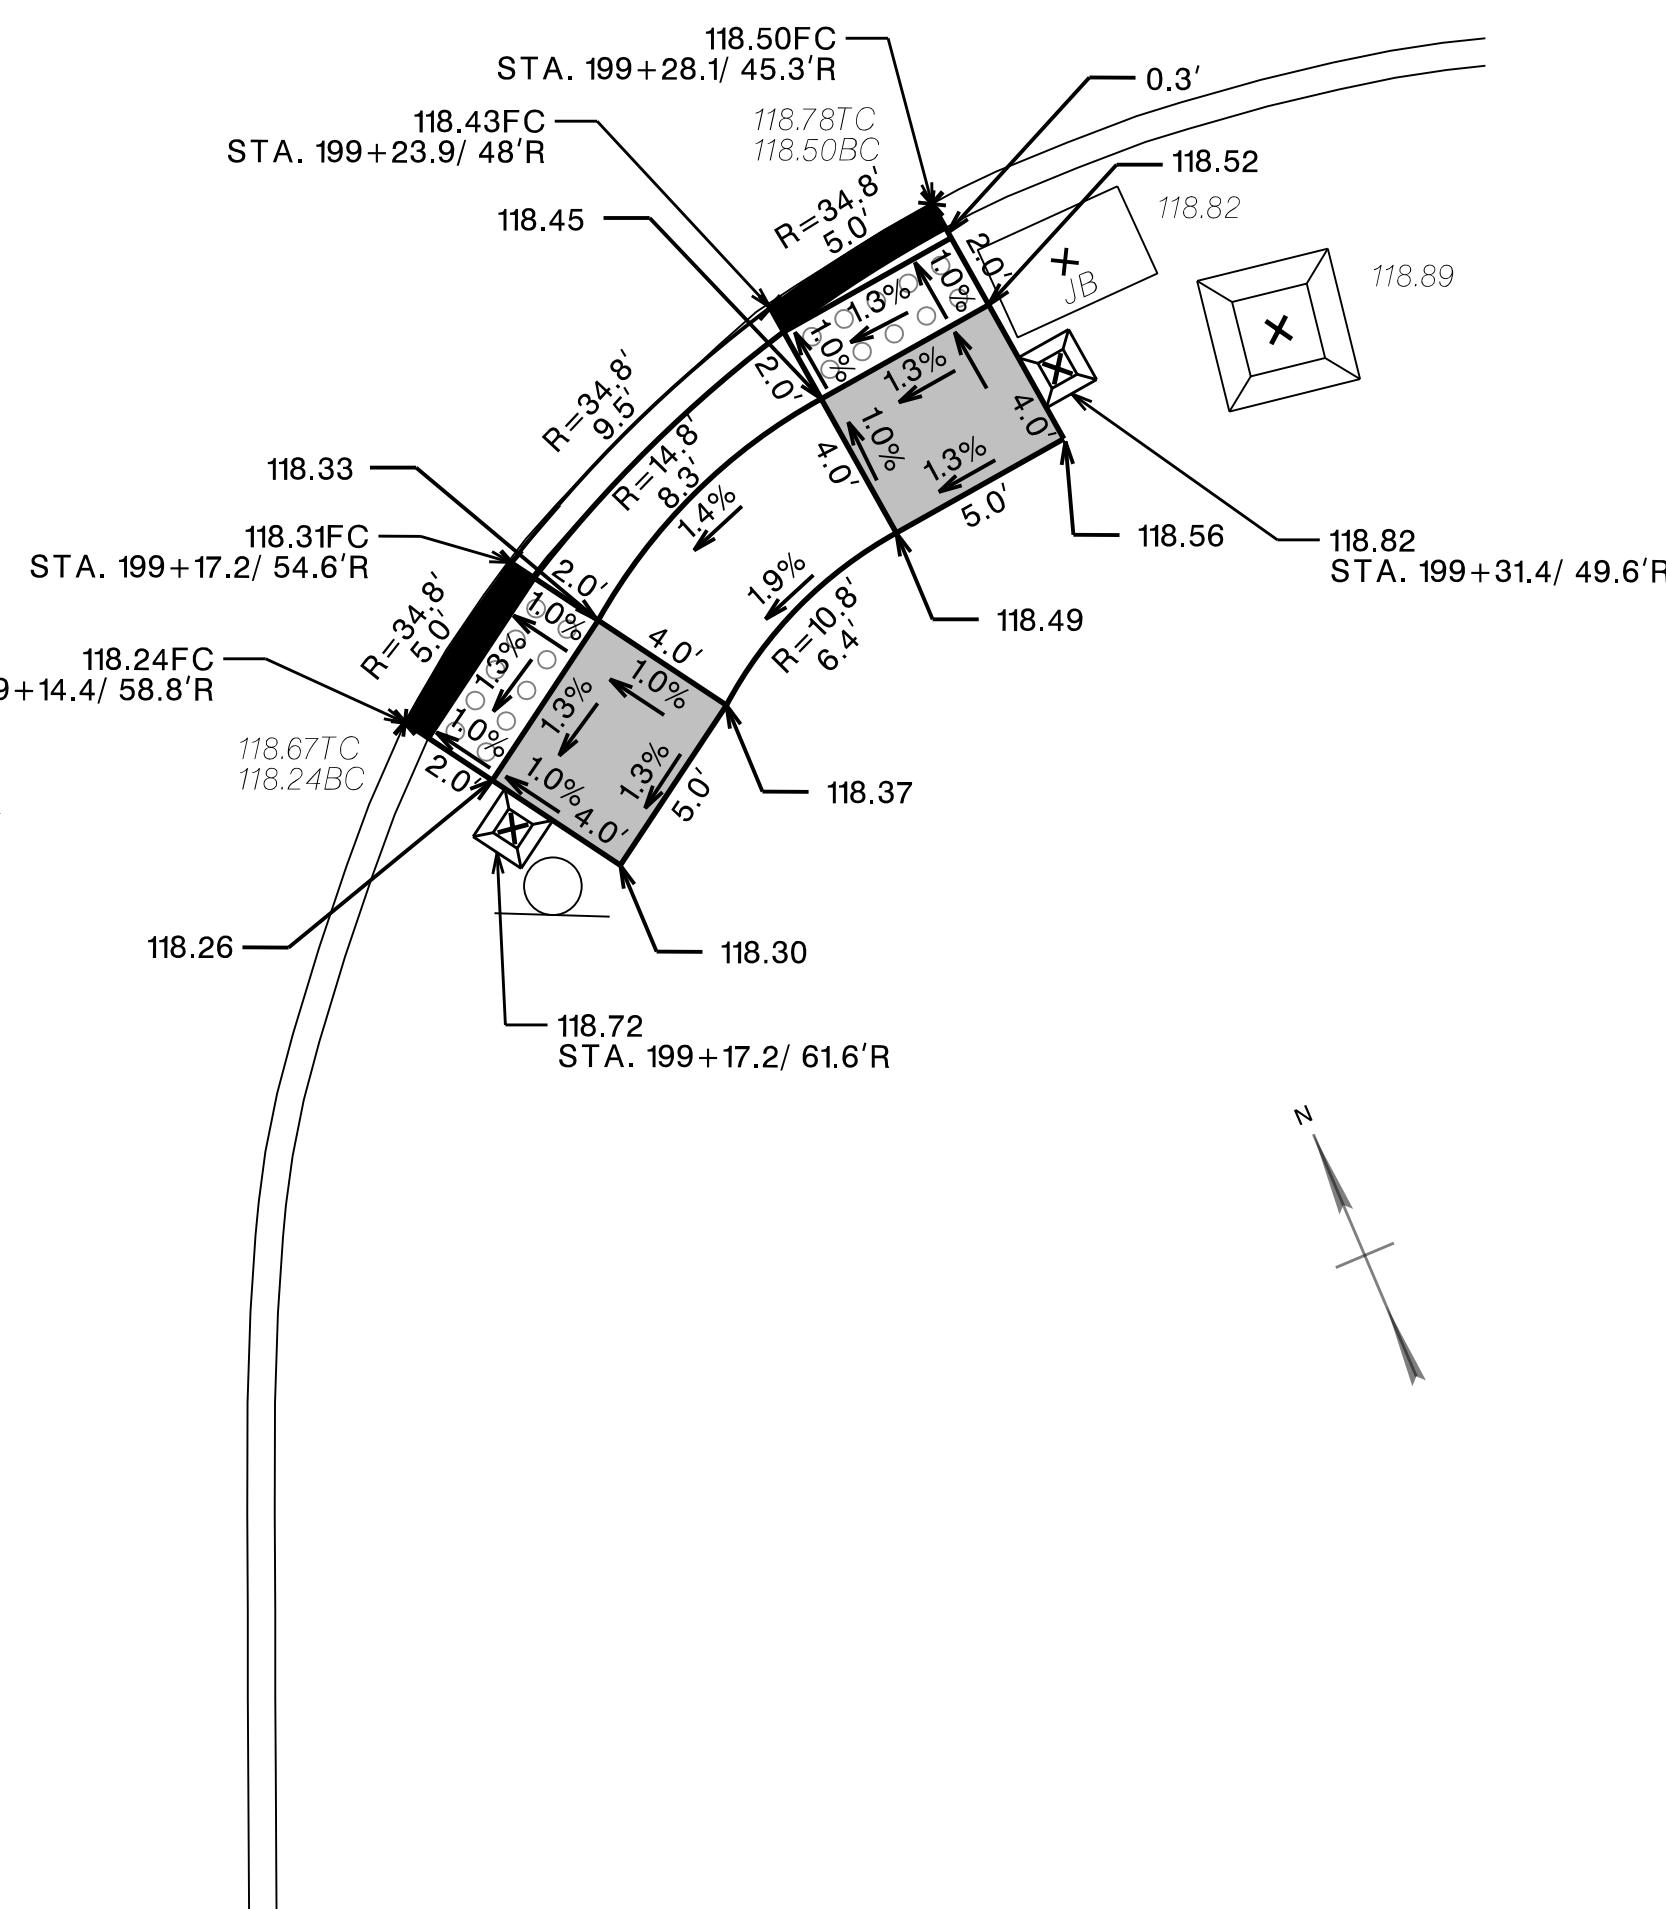 118.50FC
STA. 199+28.1/ 45.3'R
0.3'
118.43FC
STA. 199+23.9/ 48'R
118.78TC
118.50BC
118.52
118.82
118.45
R=34.8'
5.0'
2.0'
1.0%
1.3%
1.0%
2.0'
JB
118.89
R=34.8'
9.5'
1.3%
4.0'
1.0%
4.0'
1.3%
5.0'
118.33
R=14.8'
8.3'
1.4%
118.31FC
STA. 199+17.2/ 54.6'R
118.56
118.82
STA. 199+31.4/ 49.6'R
1.9%
R=10.8'
6.4'
118.49
R=34.8'
5.0'
2.0'
1.0%
1.3%
1.0%
2.0'
118.24FC
9+14.4/ 58.8'R
4.0'
1.0%
1.3%
1.3%
1.0%
4.0'
5.0'
118.67TC
118.24BC
118.37
118.26
118.30
118.72
STA. 199+17.2/ 61.6'R
N